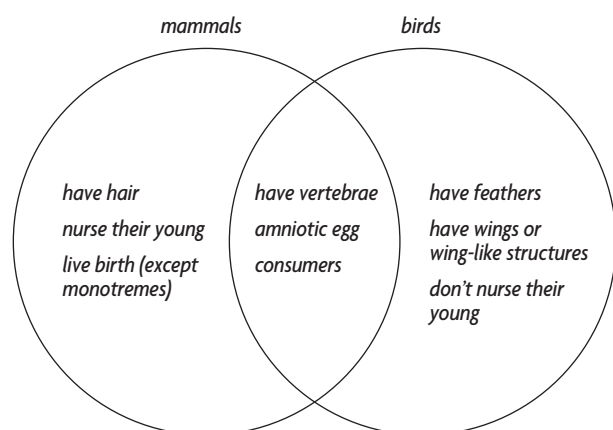 mammals
birds
have hair
nurse their young
live birth (except
monotremes)
have vertebrae
amniotic egg
consumers
have feathers
have wings or
wing-like structures
don't nurse their
young